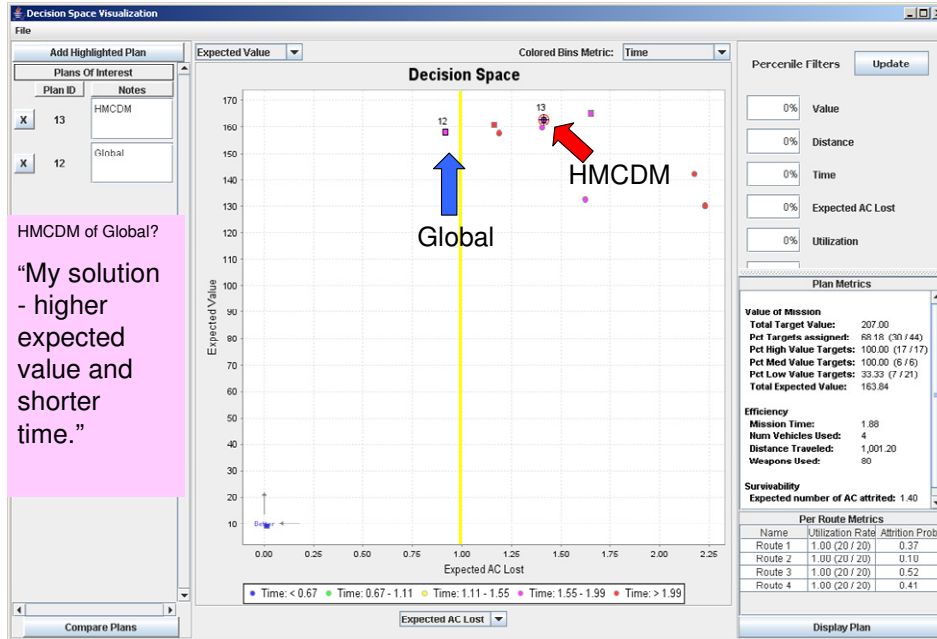 Decision Space Visualization
File
Add Highlighted Plan
Plans Of Interest
Plan ID Notes
X 13 HMCDM
X 12 Global
HMCDM of Global?
“My solution
- higher
expected
value and
shorter
time.”
Compare Plans
Expected Value
Colored Bins Metric: Time
Decision Space
Expected Value
170
160
150
140
130
120
110
100
90
80
70
60
50
40
30
20
10
12
13
HMCDM
Global
Better
0.00 0.25 0.50 0.75 1.00 1.25 1.50 1.75 2.00 2.25
Expected AC Lost
Time: < 0.67 Time: 0.67 - 1.11 Time: 1.11 - 1.55 Time: 1.55 - 1.99 Time: > 1.99
Expected AC Lost
Percenile Filters Update
0% Value
0% Distance
0% Time
0% Expected AC Lost
0% Utilization
Plan Metrics
Value of Mission
Total Target Value: 207.00
Pct Targets assigned: 68.18 (30 / 44)
Pct High Value Targets: 100.00 (17 / 17)
Pct Med Value Targets: 100.00 (6 / 6)
Pct Low Value Targets: 33.33 (7 / 21)
Total Expected Value: 163.84
Efficiency
Mission Time: 1.88
Num Vehicles Used: 4
Distance Traveled: 1,001.20
Weapons Used: 80
Survivability
Expected number of AC attrited: 1.40
Per Route Metrics
Name Utilization Rate Attrition Prob
Route 1 1.00 (20 / 20) 0.37
Route 2 1.00 (20 / 20) 0.10
Route 3 1.00 (20 / 20) 0.52
Route 4 1.00 (20 / 20) 0.41
Display Plan